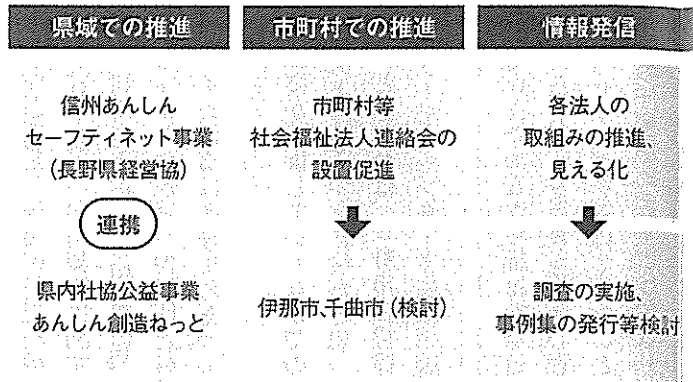 県域での推進
信州あんしん
セーフティネット事業
（長野県経営協）
連携
県内社協公益事業
あんしん創造ねっと
市町村での推進
市町村等
社会福祉法人連絡会の
設置促進
伊那市、千曲市（検討）
情報発信
各法人の
取組みの推進、
見える化
調査の実施、
事例集の発行等検討